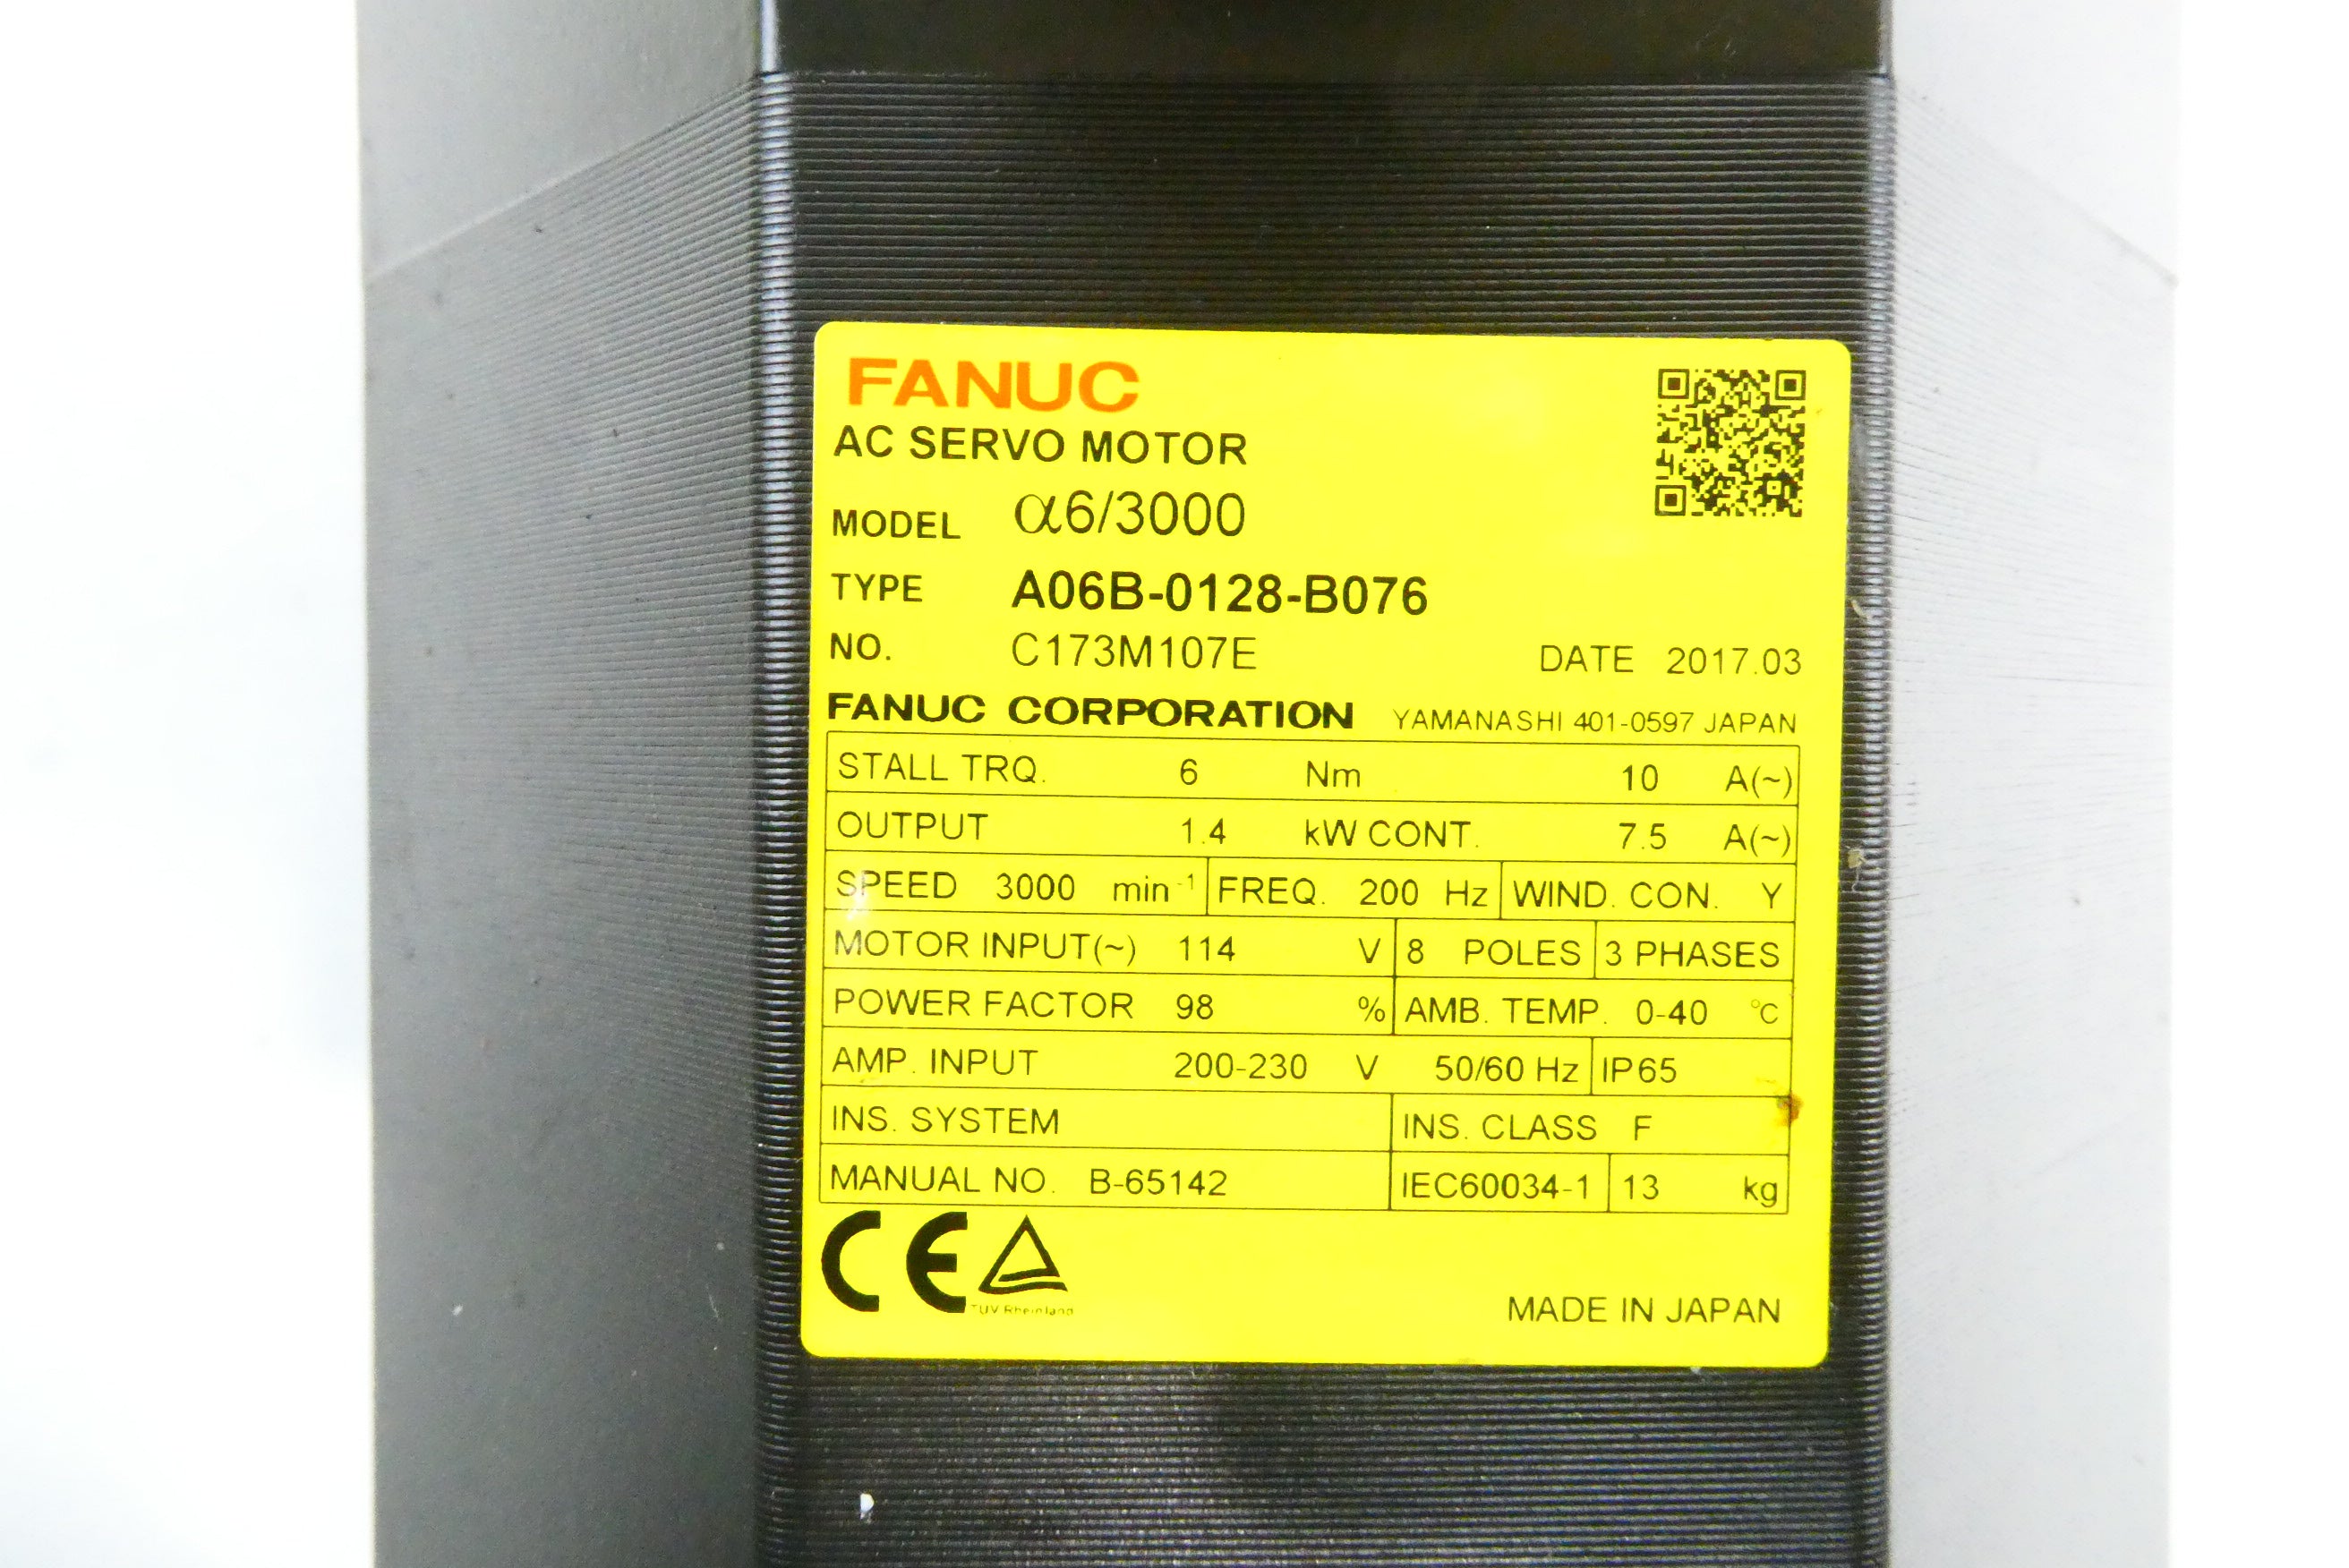 FANUC
AC SERVO MOTOR
MODEL α6/3000
TYPE A06B-0128-B076
NO. C173M107E DATE 2017.03
FANUC CORPORATION YAMANASHI 401-0597 JAPAN
STALL TRQ. 6 Nm 10 A(~)
OUTPUT 1.4 kW CONT. 7.5 A(~)
SPEED 3000 min⁻¹ FREQ. 200 Hz WIND. CON. Y
MOTOR INPUT(~) 114 V 8 POLES 3 PHASES
POWER FACTOR 98 % AMB. TEMP. 0-40 °C
AMP. INPUT 200-230 V 50/60 Hz IP65
INS. SYSTEM INS. CLASS F
MANUAL NO. B-65142 IEC60034-1 13 kg
CE
TÜV Rheinland
MADE IN JAPAN